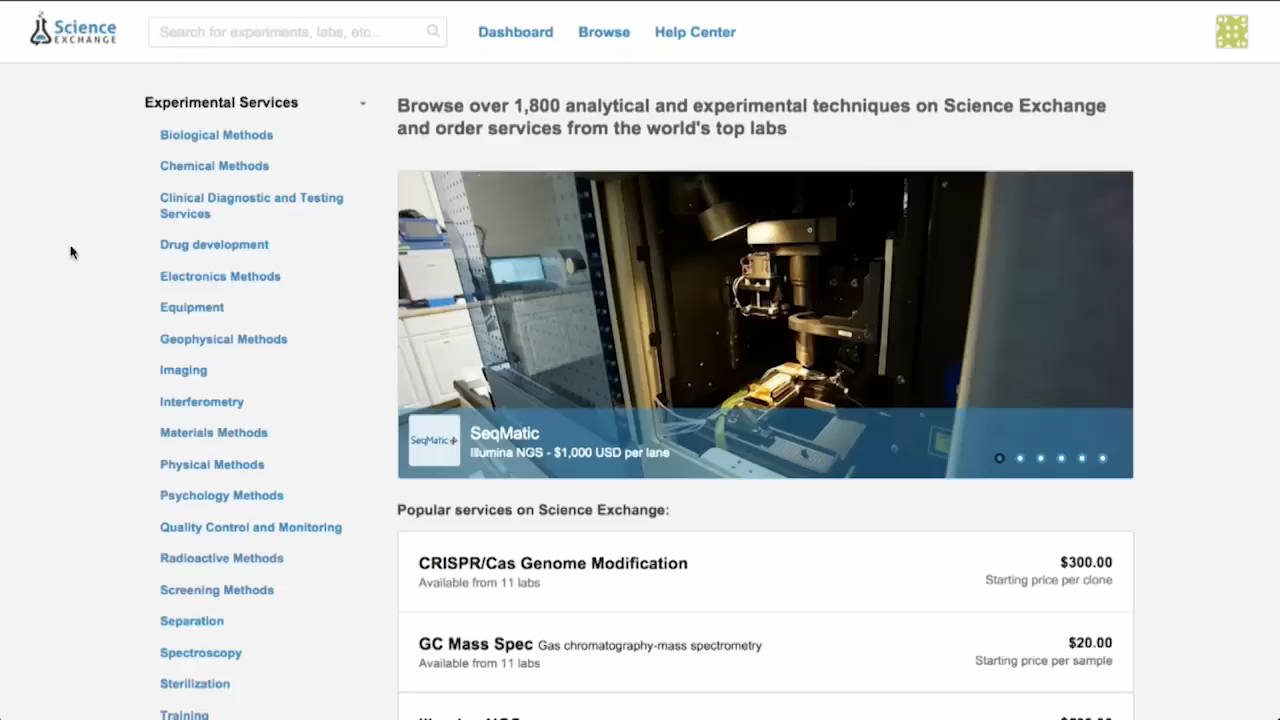 Science
EXCHANGE
Search for experiments, labs, etc...
Dashboard
Browse
Help Center
Experimental Services
Biological Methods
Chemical Methods
Clinical Diagnostic and Testing
Services
Drug development
Electronics Methods
Equipment
Geophysical Methods
Imaging
Interferometry
Materials Methods
Physical Methods
Psychology Methods
Quality Control and Monitoring
Radioactive Methods
Screening Methods
Separation
Spectroscopy
Sterilization
Training
Browse over 1,800 analytical and experimental techniques on Science Exchange
and order services from the world's top labs
SeqMatic
SeqMatic
Illumina NGS - $1,000 USD per lane
Popular services on Science Exchange:
CRISPR/Cas Genome Modification
$300.00
Available from 11 labs
Starting price per clone
GC Mass Spec Gas chromatography-mass spectrometry
$20.00
Available from 11 labs
Starting price per sample